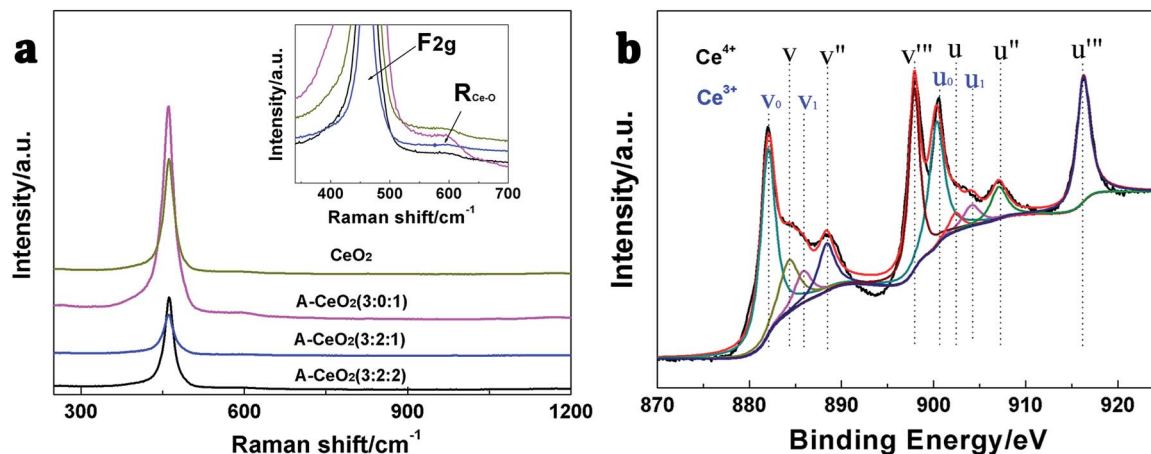 a
F2g
RCe-O
Intensity/a.u.
400 500 600 700
Raman shift/cm-1
Intensity/a.u.
CeO2
A-CeO2(3:0:1)
A-CeO2(3:2:1)
A-CeO2(3:2:2)
300 600 900 1200
Raman shift/cm-1
b
Ce4+ v v'' v''' u u'' u'''
Ce3+ v0 v1 u0 u1
Intensity/a.u.
870 880 890 900 910 920
Binding Energy/eV